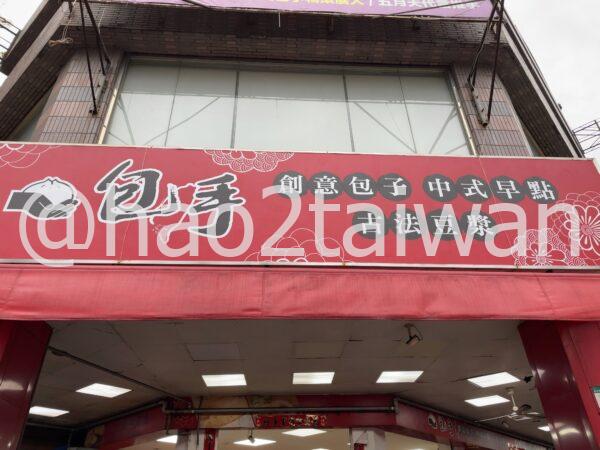 包手
創意包子 中式早點
古法豆漿
@hao2taiwan